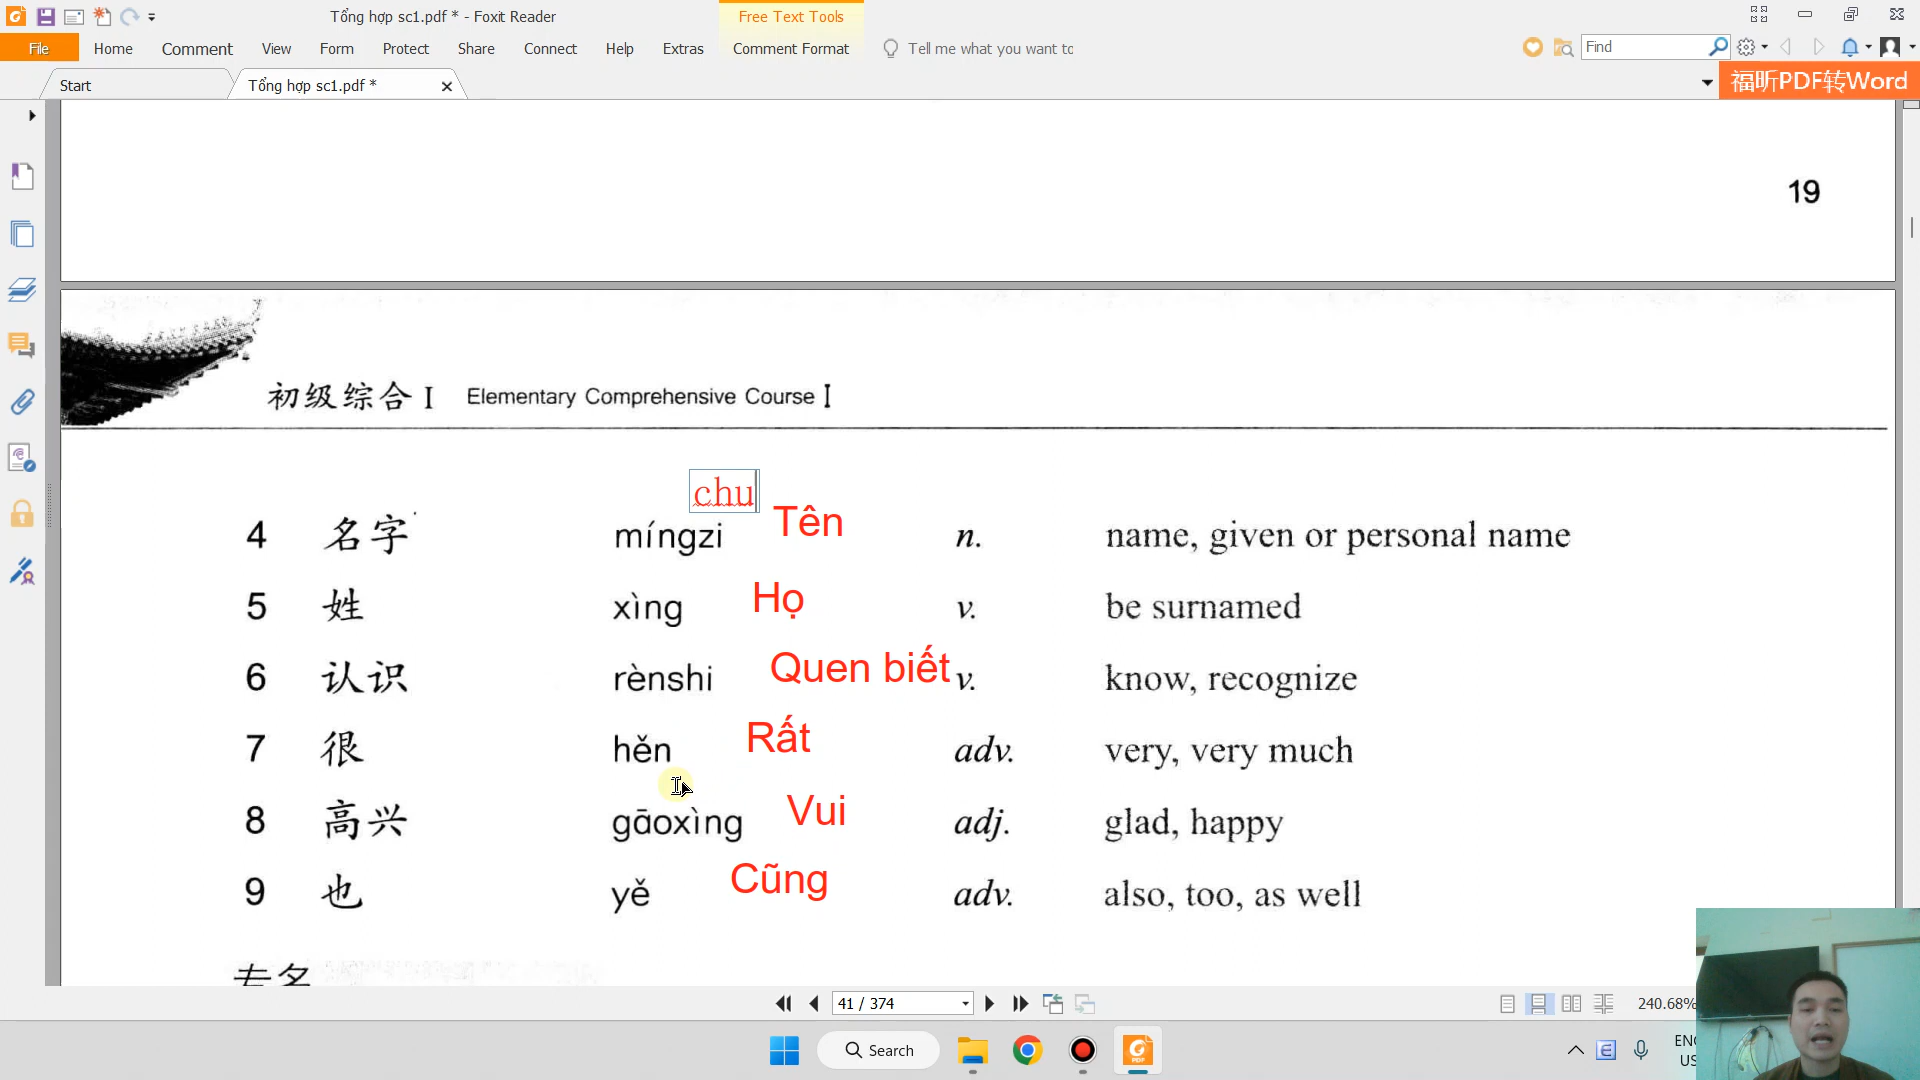 Tổng hợp sc1.pdf * - Foxit Reader
Free Text Tools
File Home Comment View Form Protect Share Connect Help Extras Comment Format Tell me what you want to
Find
Start
Tổng hợp sc1.pdf *
福昕PDF转Word
19
初级综合 I Elementary Comprehensive Course I
chu
4 名字 míngzi Tên n. name, given or personal name
5 姓 xìng Họ v. be surnamed
6 认识 rènshi Quen biết v. know, recognize
7 很 hěn Rất adv. very, very much
8 高兴 gāoxìng Vui adj. glad, happy
9 也 yě Cũng adv. also, too, as well
专名
41 / 374
240.68%
Search